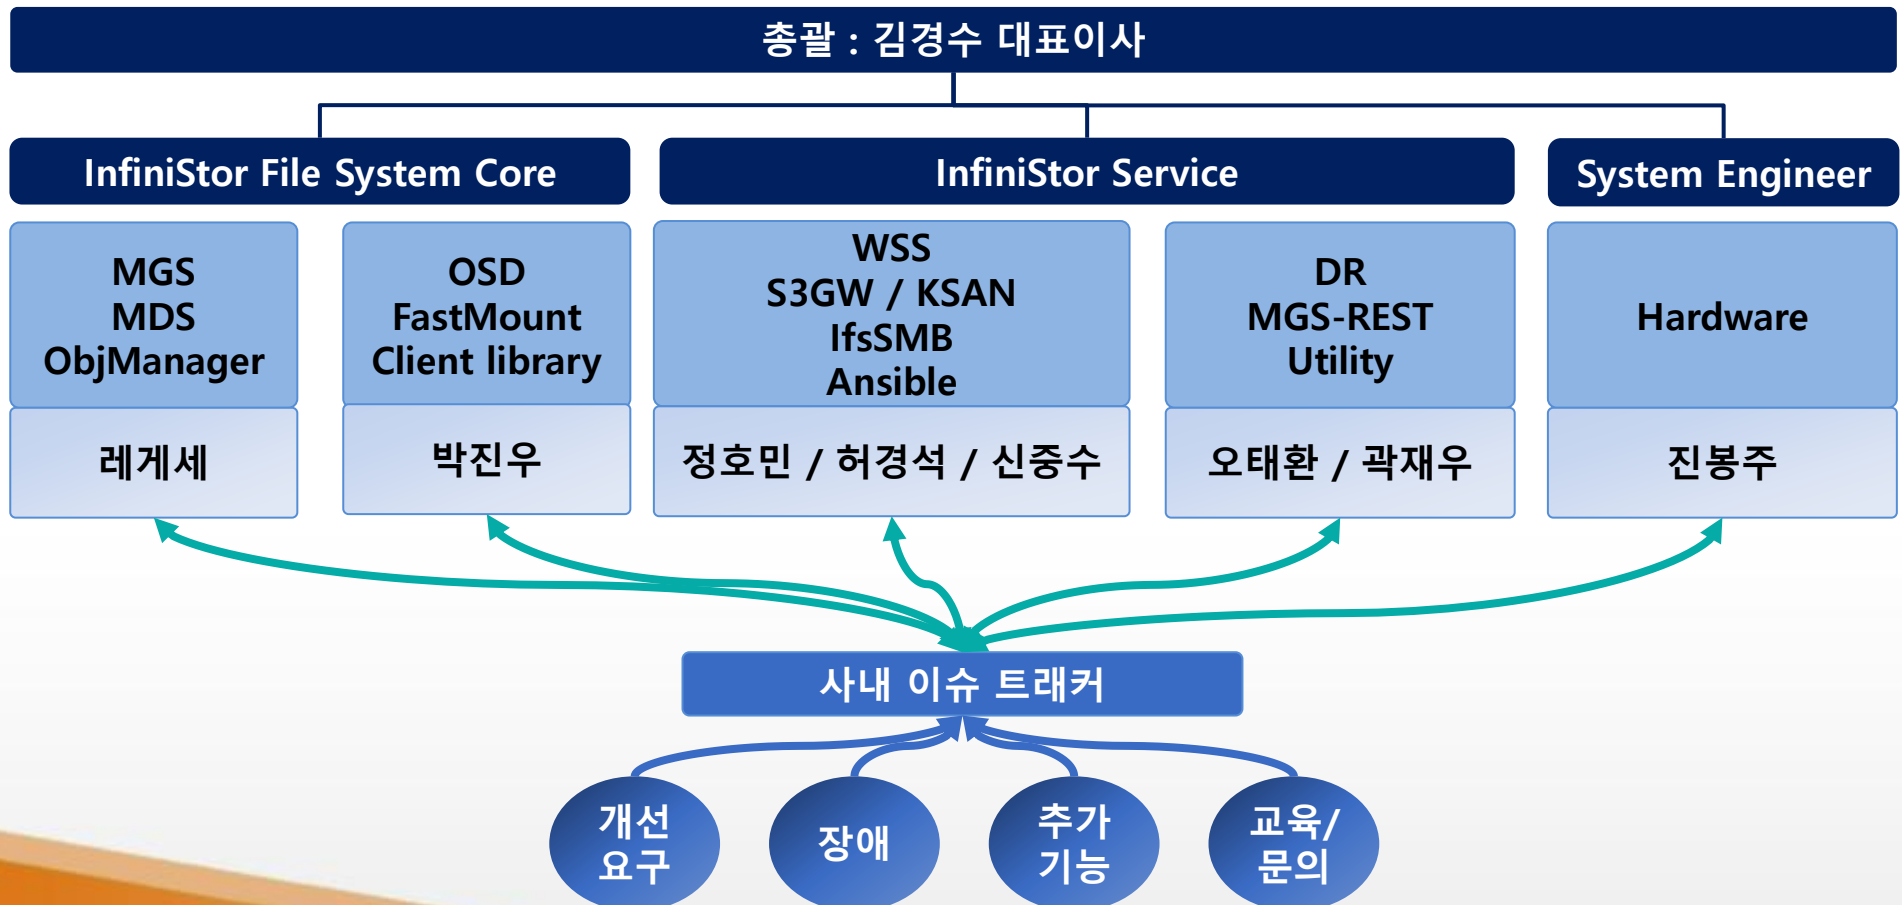 총괄 : 김경수 대표이사
InfiniStor File System Core
InfiniStor Service
System Engineer
MGS
MDS
ObjManager
OSD
FastMount
Client library
WSS
S3GW / KSAN
IfsSMB
Ansible
DR
MGS-REST
Utility
Hardware
레게세
박진우
정호민 / 허경석 / 신중수
오태환 / 곽재우
진봉주
사내 이슈 트래커
개선
요구
장애
추가
기능
교육/
문의